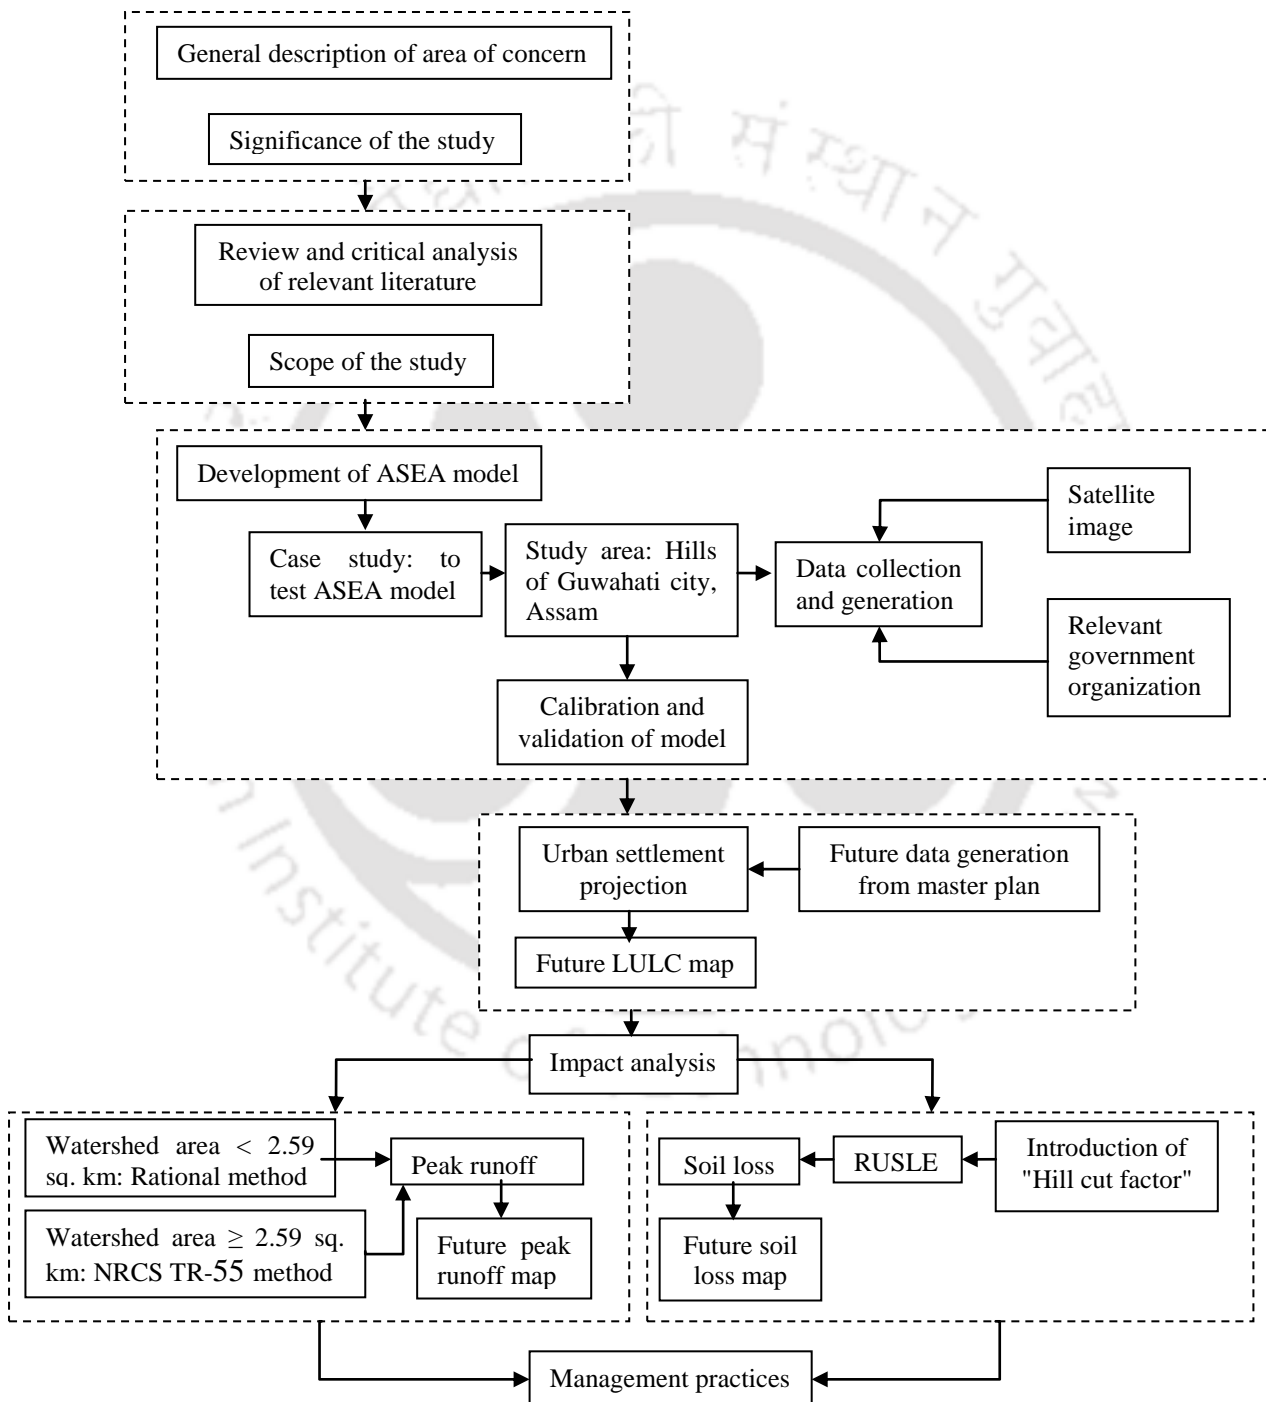 General description of area of concern
Significance of the study
Review and critical analysis
of relevant literature
Scope of the study
Development of ASEA model
Case study: to
test ASEA model
Study area: Hills
of Guwahati city,
Assam
Data collection
and generation
Satellite
image
Relevant
government
organization
Calibration and
validation of model
Urban settlement
projection
Future data generation
from master plan
Future LULC map
Impact analysis
Watershed area < 2.59
sq. km: Rational method
Watershed area ≥ 2.59 sq.
km: NRCS TR-55 method
Peak runoff
Future peak
runoff map
Soil loss
RUSLE
Introduction of
"Hill cut factor"
Future soil
loss map
Management practices
Institute of Technology